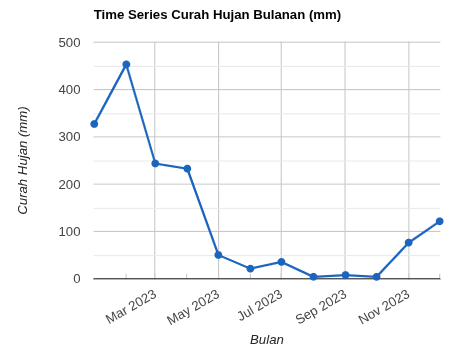 Time Series Curah Hujan Bulanan (mm)
500
400
300
200
100
0
Curah Hujan (mm)
Mar 2023
May 2023
Jul 2023
Sep 2023
Nov 2023
Bulan